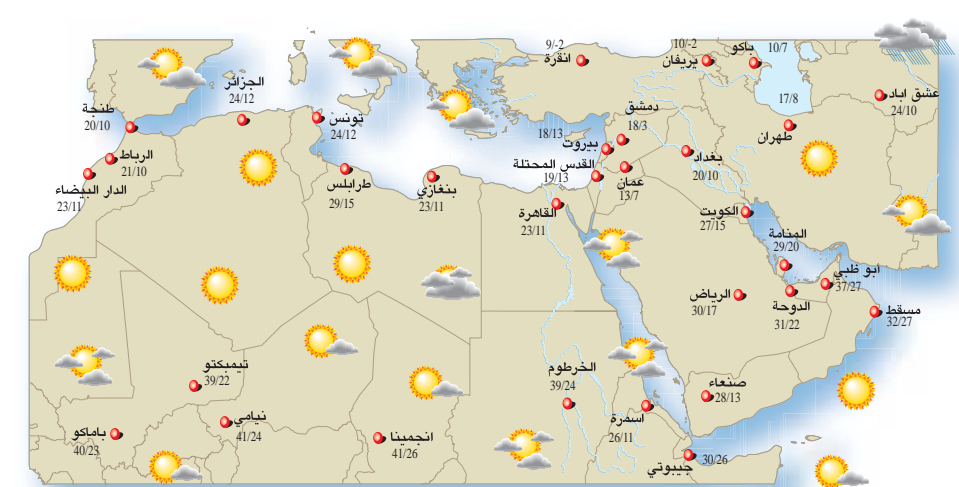 9/-2
انقرة
10/-2
يريفان
باكو
10/7
17/8
عشق اباد
24/10
طهران
الجزائر
24/12
طنجة
20/10
تونس
24/12
دمشق
18/3
18/13
بيروت
بغداد
20/10
الرباط
21/10
الدار البيضاء
23/11
طرابلس
29/15
بنغازي
23/11
القدس المحتلة
19/13
عمان
13/7
القاهرة
23/11
الكويت
27/15
المنامة
29/20
ابو ظبي
37/27
الرياض
30/17
الدوحة
31/22
مسقط
32/27
تيمبكتو
39/22
الخرطوم
39/24
صنعاء
28/13
نيامي
41/24
باماكو
40/23
انجمينا
41/26
اسمرة
26/11
30/26
جيبوتي